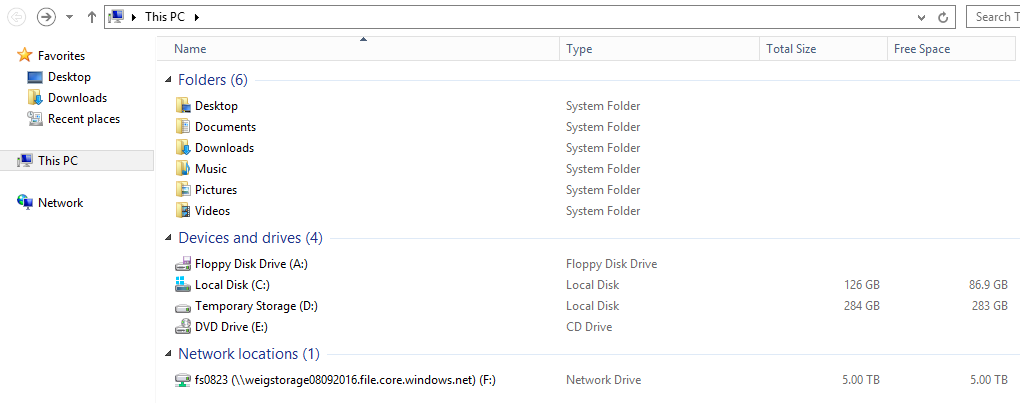 This PC
Search T
Favorites
Desktop
Downloads
Recent places
This PC
Network
Name Type Total Size Free Space
Folders (6)
Desktop System Folder
Documents System Folder
Downloads System Folder
Music System Folder
Pictures System Folder
Videos System Folder
Devices and drives (4)
Floppy Disk Drive (A:) Floppy Disk Drive
Local Disk (C:) Local Disk 126 GB 86.9 GB
Temporary Storage (D:) Local Disk 284 GB 283 GB
DVD Drive (E:) CD Drive
Network locations (1)
fs0823 (\\weigstorage08092016.file.core.windows.net) (F:) Network Drive 5.00 TB 5.00 TB